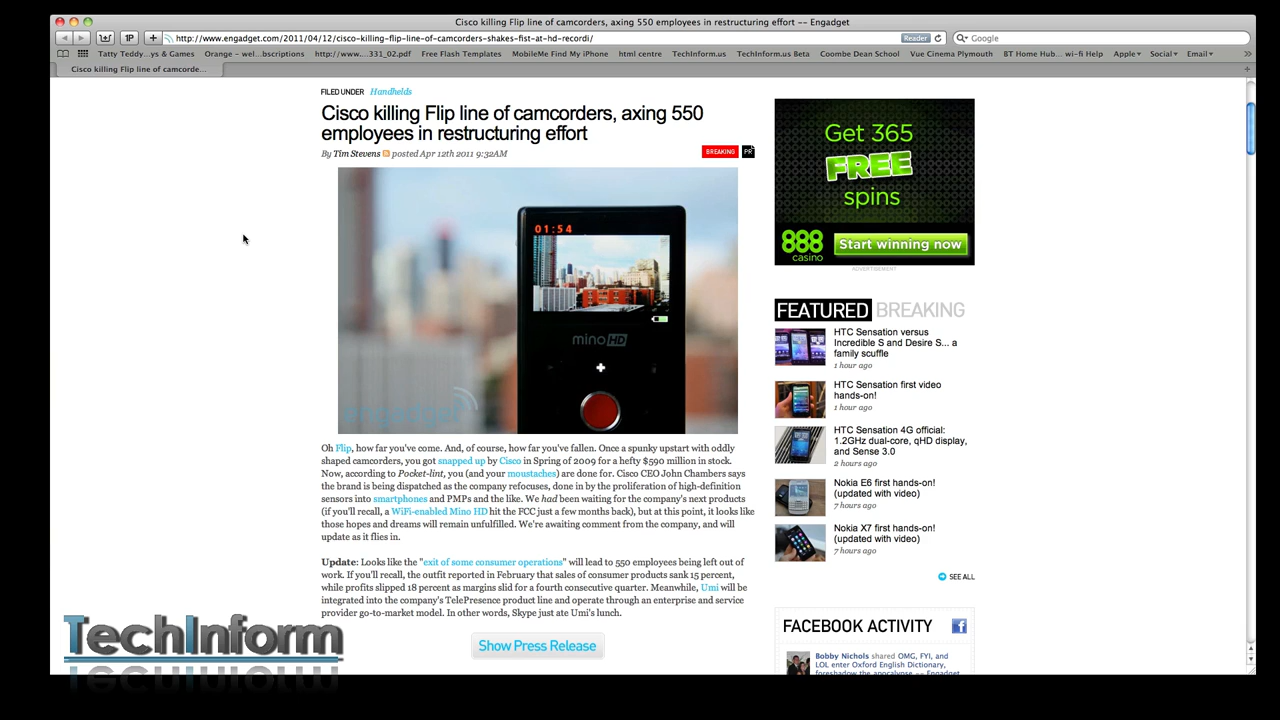 Cisco killing Flip line of camcorders, axing 550 employees in restructuring effort -- Engadget
1P
+
http://www.engadget.com/2011/04/12/cisco-killing-flip-line-of-camcorders-shakes-fist-at-hd-recordi/
Reader
Google
Tatty Teddy...ys & Games Orange - wel...bscriptions http://www....331_02.pdf Free Flash Templates MobileMe Find My iPhone html centre TechInform.us TechInform.us Beta Coombe Dean School Vue Cinema Plymouth BT Home Hub... wi-fi Help Apple Social Email
Cisco killing Flip line of camcorde...
FILED UNDER Handhelds
Cisco killing Flip line of camcorders, axing 550
employees in restructuring effort
By Tim Stevens posted Apr 12th 2011 9:32AM
BREAKING
PR
01:54
mino HD
engadget
Oh Flip, how far you've come. And, of course, how far you've fallen. Once a spunky upstart with oddly
shaped camcorders, you got snapped up by Cisco in Spring of 2009 for a hefty $590 million in stock.
Now, according to Pocket-lint, you (and your moustaches) are done for. Cisco CEO John Chambers says
the brand is being dispatched as the company refocuses, done in by the proliferation of high-definition
sensors into smartphones and PMPs and the like. We had been waiting for the company's next products
(if you'll recall, a WiFi-enabled Mino HD hit the FCC just a few months back), but at this point, it looks like
those hopes and dreams will remain unfulfilled. We're awaiting comment from the company, and will
update as it flies in.
Update: Looks like the "exit of some consumer operations" will lead to 550 employees being left out of
work. If you'll recall, the outfit reported in February that sales of consumer products sank 15 percent,
while profits slipped 18 percent as margins slid for a fourth consecutive quarter. Meanwhile, Umi will be
integrated into the company's TelePresence product line and operate through an enterprise and service
provider go-to-market model. In other words, Skype just ate Umi's lunch.
Show Press Release
Get 365
FREE
spins
888
casino
Start winning now
ADVERTISEMENT
FEATURED BREAKING
HTC Sensation versus
Incredible S and Desire S... a
family scuffle
1 hour ago
HTC Sensation first video
hands-on!
1 hour ago
HTC Sensation 4G official:
1.2GHz dual-core, qHD display,
and Sense 3.0
2 hours ago
Nokia E6 first hands-on!
(updated with video)
7 hours ago
Nokia X7 first hands-on!
(updated with video)
7 hours ago
SEE ALL
FACEBOOK ACTIVITY
f
Bobby Nichols shared OMG, FYI, and
LOL enter Oxford English Dictionary,
foreshadow the apocalypse -- Engadget
TechInform